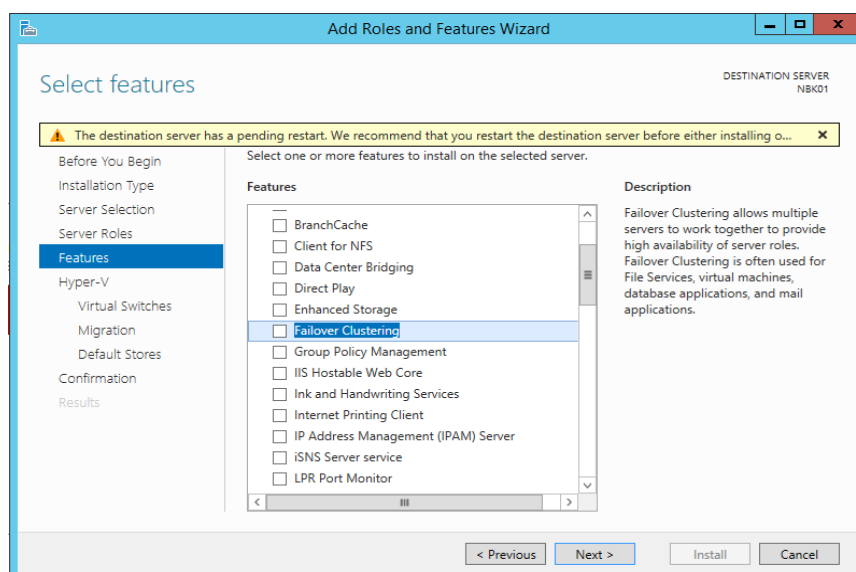 Add Roles and Features Wizard
Select features
DESTINATION SERVER
NBK01
The destination server has a pending restart. We recommend that you restart the destination server before either installing o...
Before You Begin
Installation Type
Server Selection
Server Roles
Features
Hyper-V
Virtual Switches
Migration
Default Stores
Confirmation
Results
Select one or more features to install on the selected server.
Features
BranchCache
Client for NFS
Data Center Bridging
Direct Play
Enhanced Storage
Failover Clustering
Group Policy Management
IIS Hostable Web Core
Ink and Handwriting Services
Internet Printing Client
IP Address Management (IPAM) Server
iSNS Server service
LPR Port Monitor
Description
Failover Clustering allows multiple
servers to work together to provide
high availability of server roles.
Failover Clustering is often used for
File Services, virtual machines,
database applications, and mail
applications.
< Previous
Next >
Install
Cancel